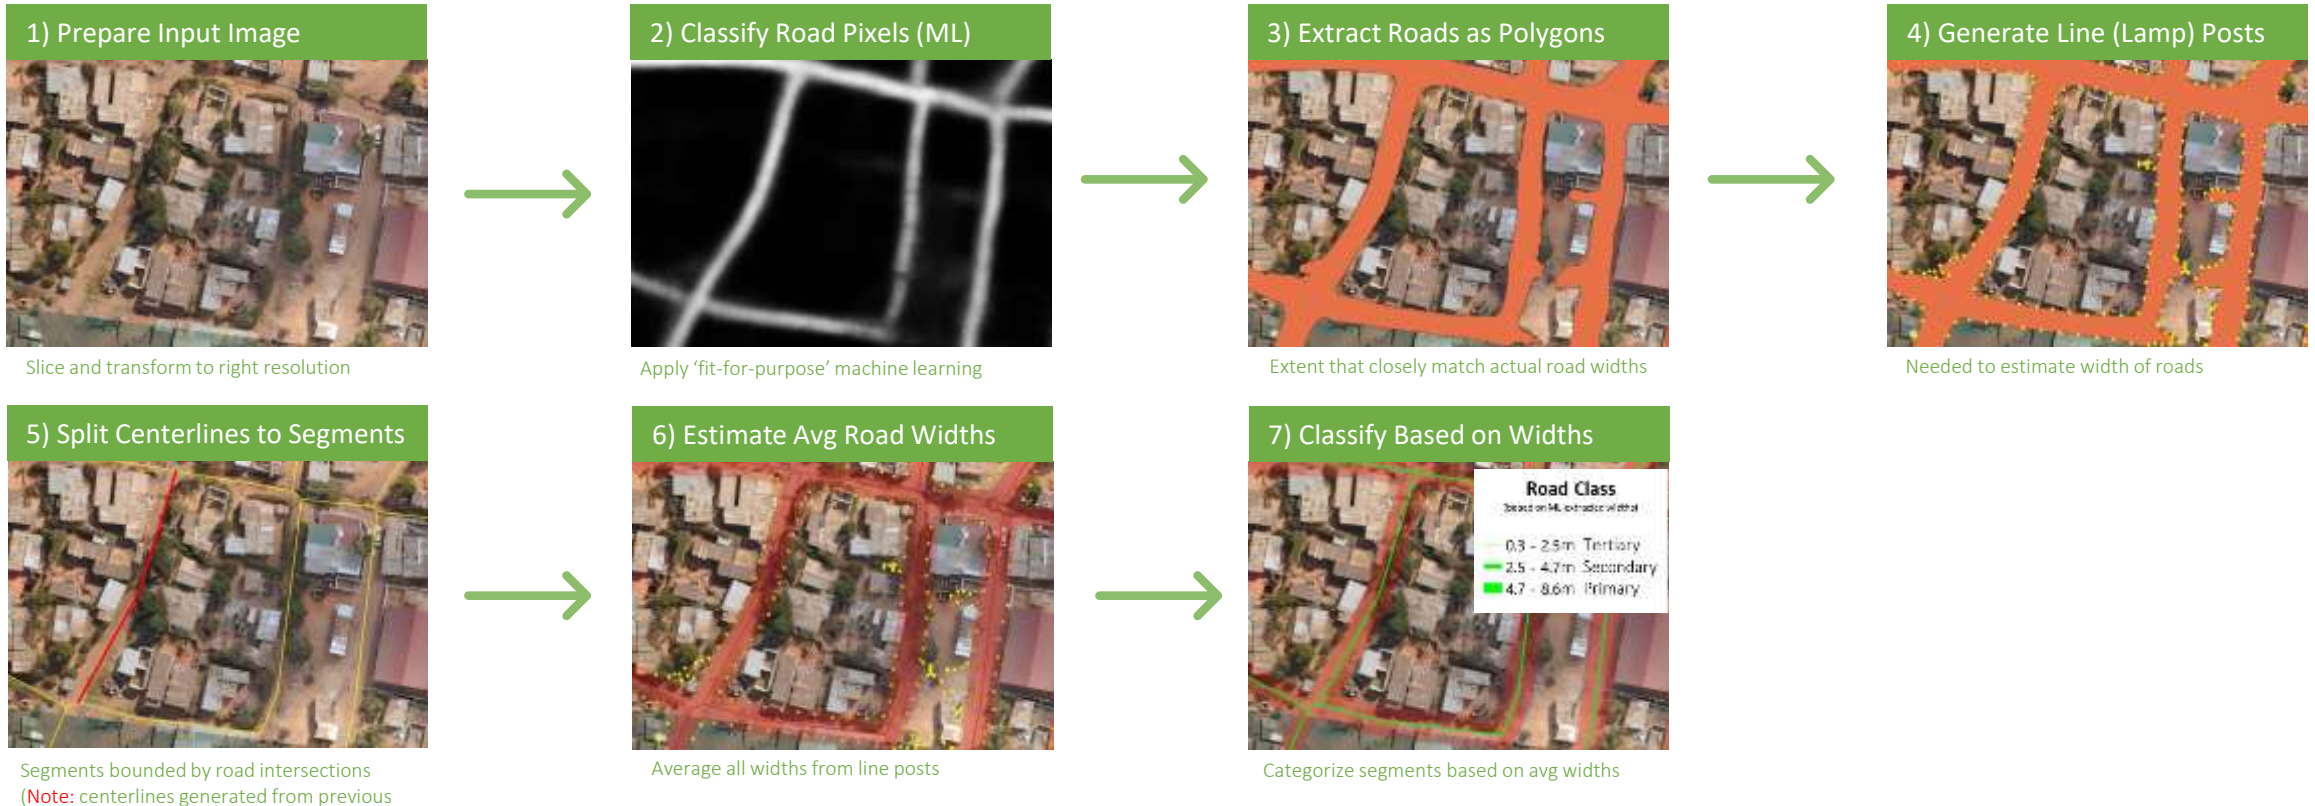 1) Prepare Input Image
2) Classify Road Pixels (ML)
3) Extract Roads as Polygons
4) Generate Line (Lamp) Posts
Slice and transform to right resolution
Apply ‘fit-for-purpose’ machine learning
Extent that closely match actual road widths
Needed to estimate width of roads
5) Split Centerlines to Segments
6) Estimate Avg Road Widths
7) Classify Based on Widths
Road Class
(based on ML extracted widths)
0.3 - 2.5m Tertiary
2.5 - 4.7m Secondary
4.7 - 8.6m Primary
Segments bounded by road intersections
(Note: centerlines generated from previous
Average all widths from line posts
Categorize segments based on avg widths